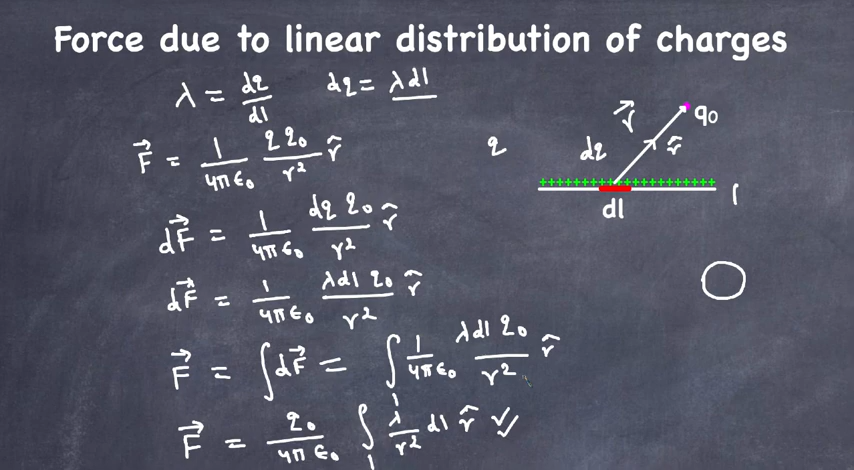 Force due to linear distribution of charges
λ = dq/dl dq = λdl
F⃗ = 1/4πε₀ q q₀/r² r̂
dF⃗ = 1/4πε₀ dq q₀/r² r̂
dF⃗ = 1/4πε₀ λdl q₀/r² r̂
F⃗ = ∫dF⃗ = ∫ 1/4πε₀ λdl q₀/r² r̂
F⃗ = q₀/4πε₀ ∫ₗ λ/r² dl r̂ ✓✓
q
r⃗
q₀
dq
r̂
+++++++++++++++++++++
l
dl